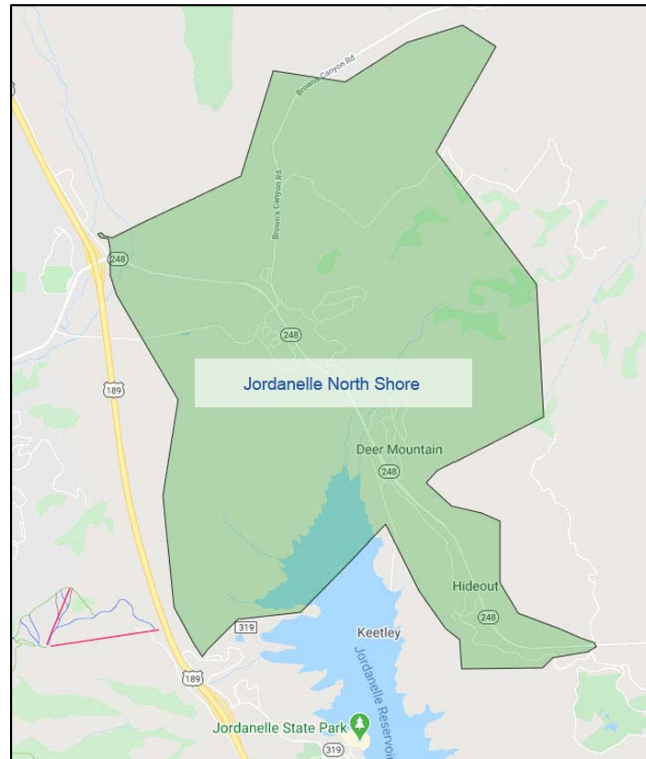 Brown's Canyon Rd
Brown's Canyon Rd
248
248
Jordanelle North Shore
189
Deer Mountain
248
Hideout
248
319
Keetley
189
Jordanelle Reservoir
Jordanelle State Park
319